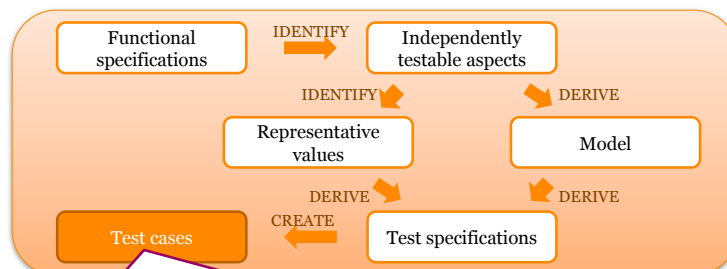 Functional
specifications
IDENTIFY
Independently
testable aspects
IDENTIFY
DERIVE
Representative
values
Model
DERIVE
DERIVE
CREATE
Test cases
Test specifications